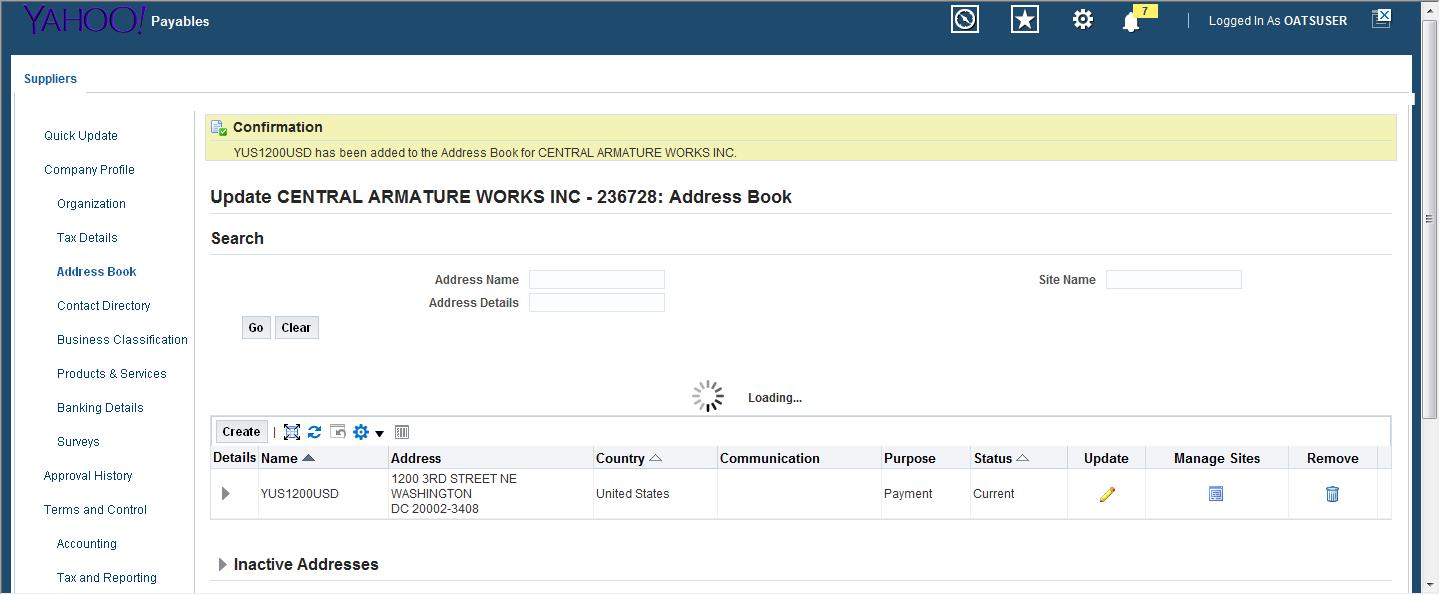 YAHOO! Payables
7
Logged In As OATSUSER
Suppliers
Quick Update
Company Profile
Organization
Tax Details
Address Book
Contact Directory
Business Classification
Products & Services
Banking Details
Surveys
Approval History
Terms and Control
Accounting
Tax and Reporting
Confirmation
YUS1200USD has been added to the Address Book for CENTRAL ARMATURE WORKS INC.
Update CENTRAL ARMATURE WORKS INC - 236728: Address Book
Search
Address Name
Site Name
Address Details
Go Clear
Loading...
Create
Details Name Address Country Communication Purpose Status Update Manage Sites Remove
YUS1200USD
1200 3RD STREET NE
WASHINGTON
DC 20002-3408
United States
Payment
Current
Inactive Addresses